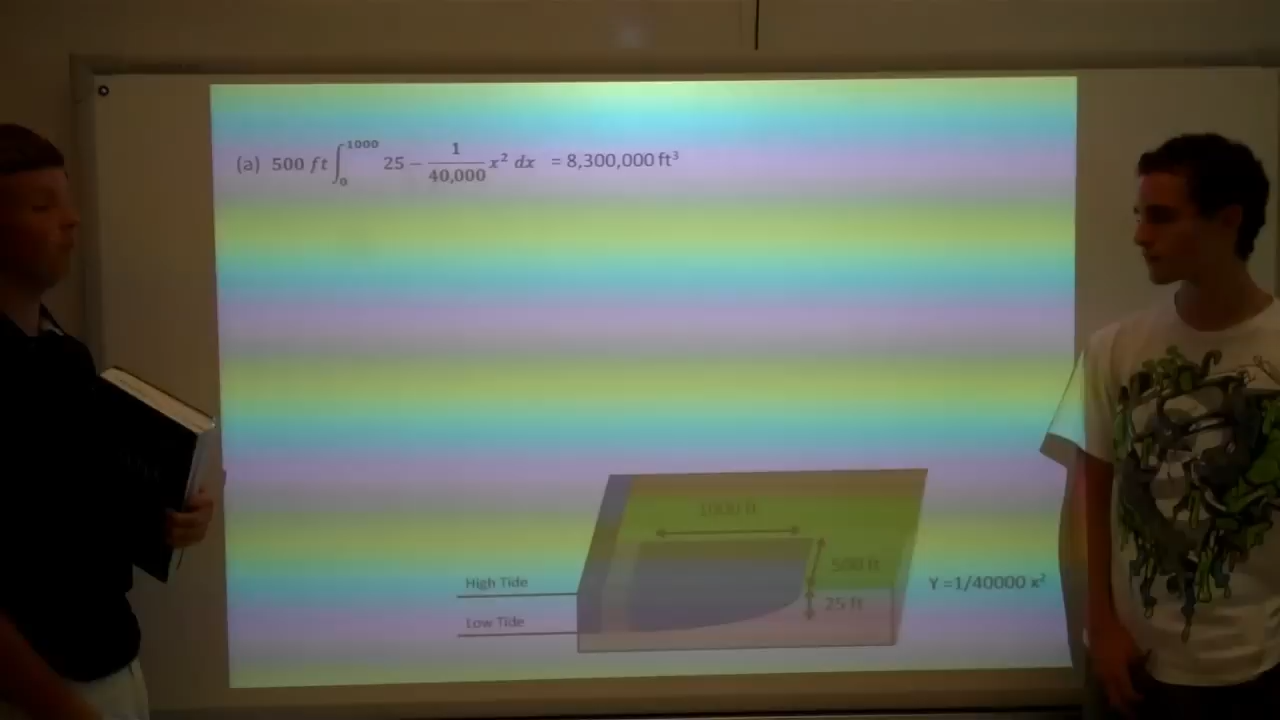 (a) 500 ft ∫₀¹⁰⁰⁰ 25 − 1/40,000 x² dx = 8,300,000 ft³
1000 ft
500 ft
High Tide
Y =1/40000 x²
25 ft
Low Tide